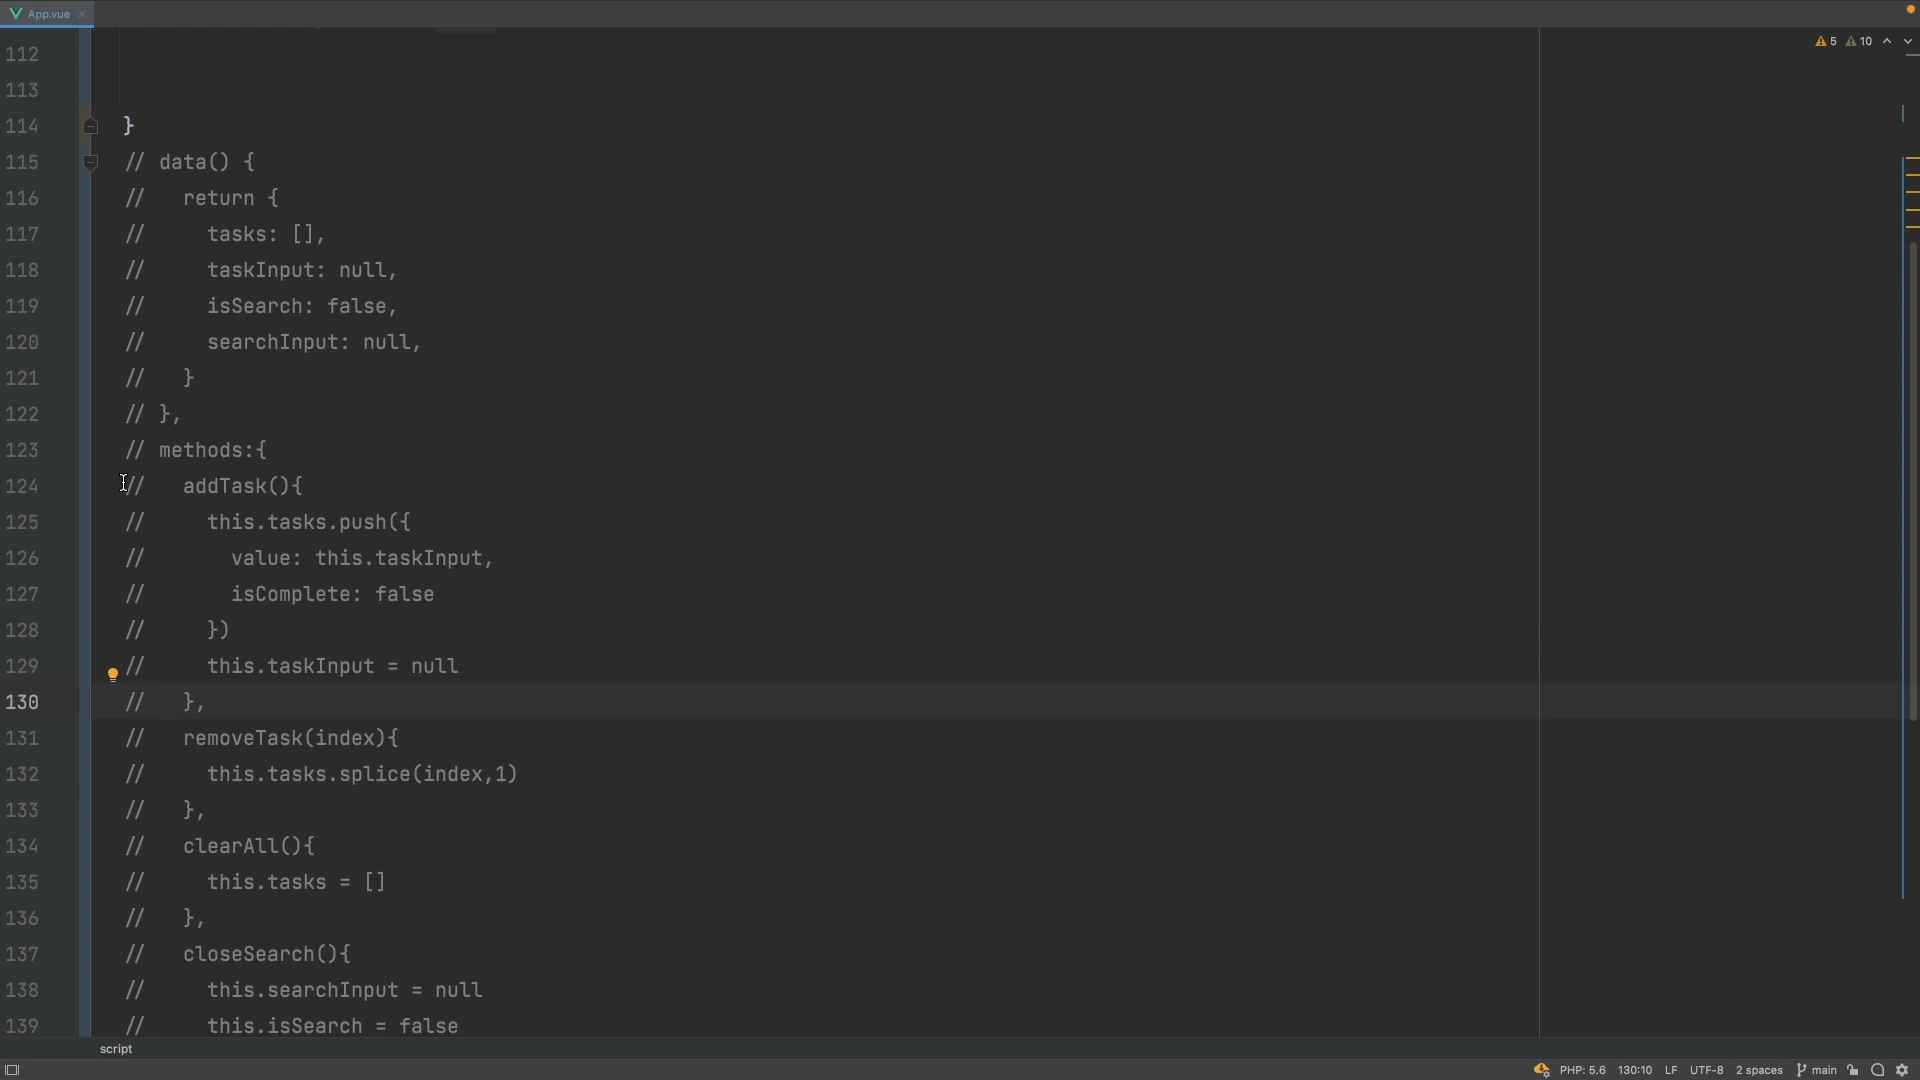 App.vue
5 10
112
113
114 }
115 // data() {
116 //   return {
117 //     tasks: [],
118 //     taskInput: null,
119 //     isSearch: false,
120 //     searchInput: null,
121 //   }
122 // },
123 // methods:{
124 //   addTask(){
125 //     this.tasks.push({
126 //       value: this.taskInput,
127 //       isComplete: false
128 //     })
129 //     this.taskInput = null
130 //   },
131 //   removeTask(index){
132 //     this.tasks.splice(index,1)
133 //   },
134 //   clearAll(){
135 //     this.tasks = []
136 //   },
137 //   closeSearch(){
138 //     this.searchInput = null
139 //     this.isSearch = false
script
PHP: 5.6 130:10 LF UTF-8 2 spaces main